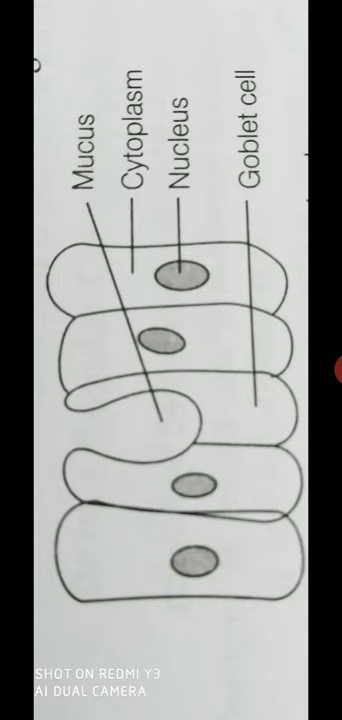 Mucus
Cytoplasm
Nucleus
Goblet cell
SHOT ON REDMI Y3
AI DUAL CAMERA